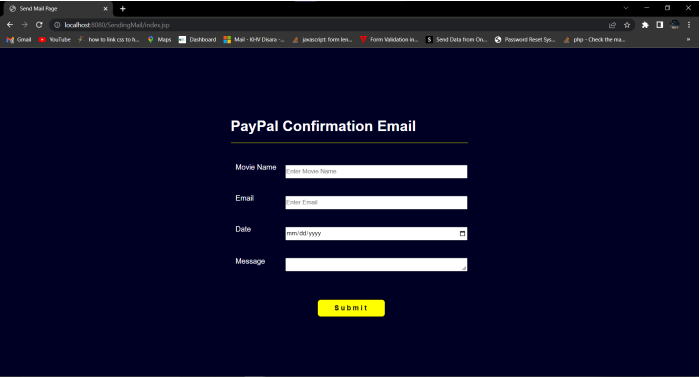 Send Mail Page
localhost:8080/SendingMail/index.jsp
Gmail YouTube how to link css to h... Maps Dashboard Mail - KHV Disara -... javascript form len... Form Validation in... Send Data from On... Password Reset Sys... php - Check the ma... »
PayPal Confirmation Email
Movie Name Enter Movie Name
Email Enter Email
Date mm/dd/yyyy
Message
Submit